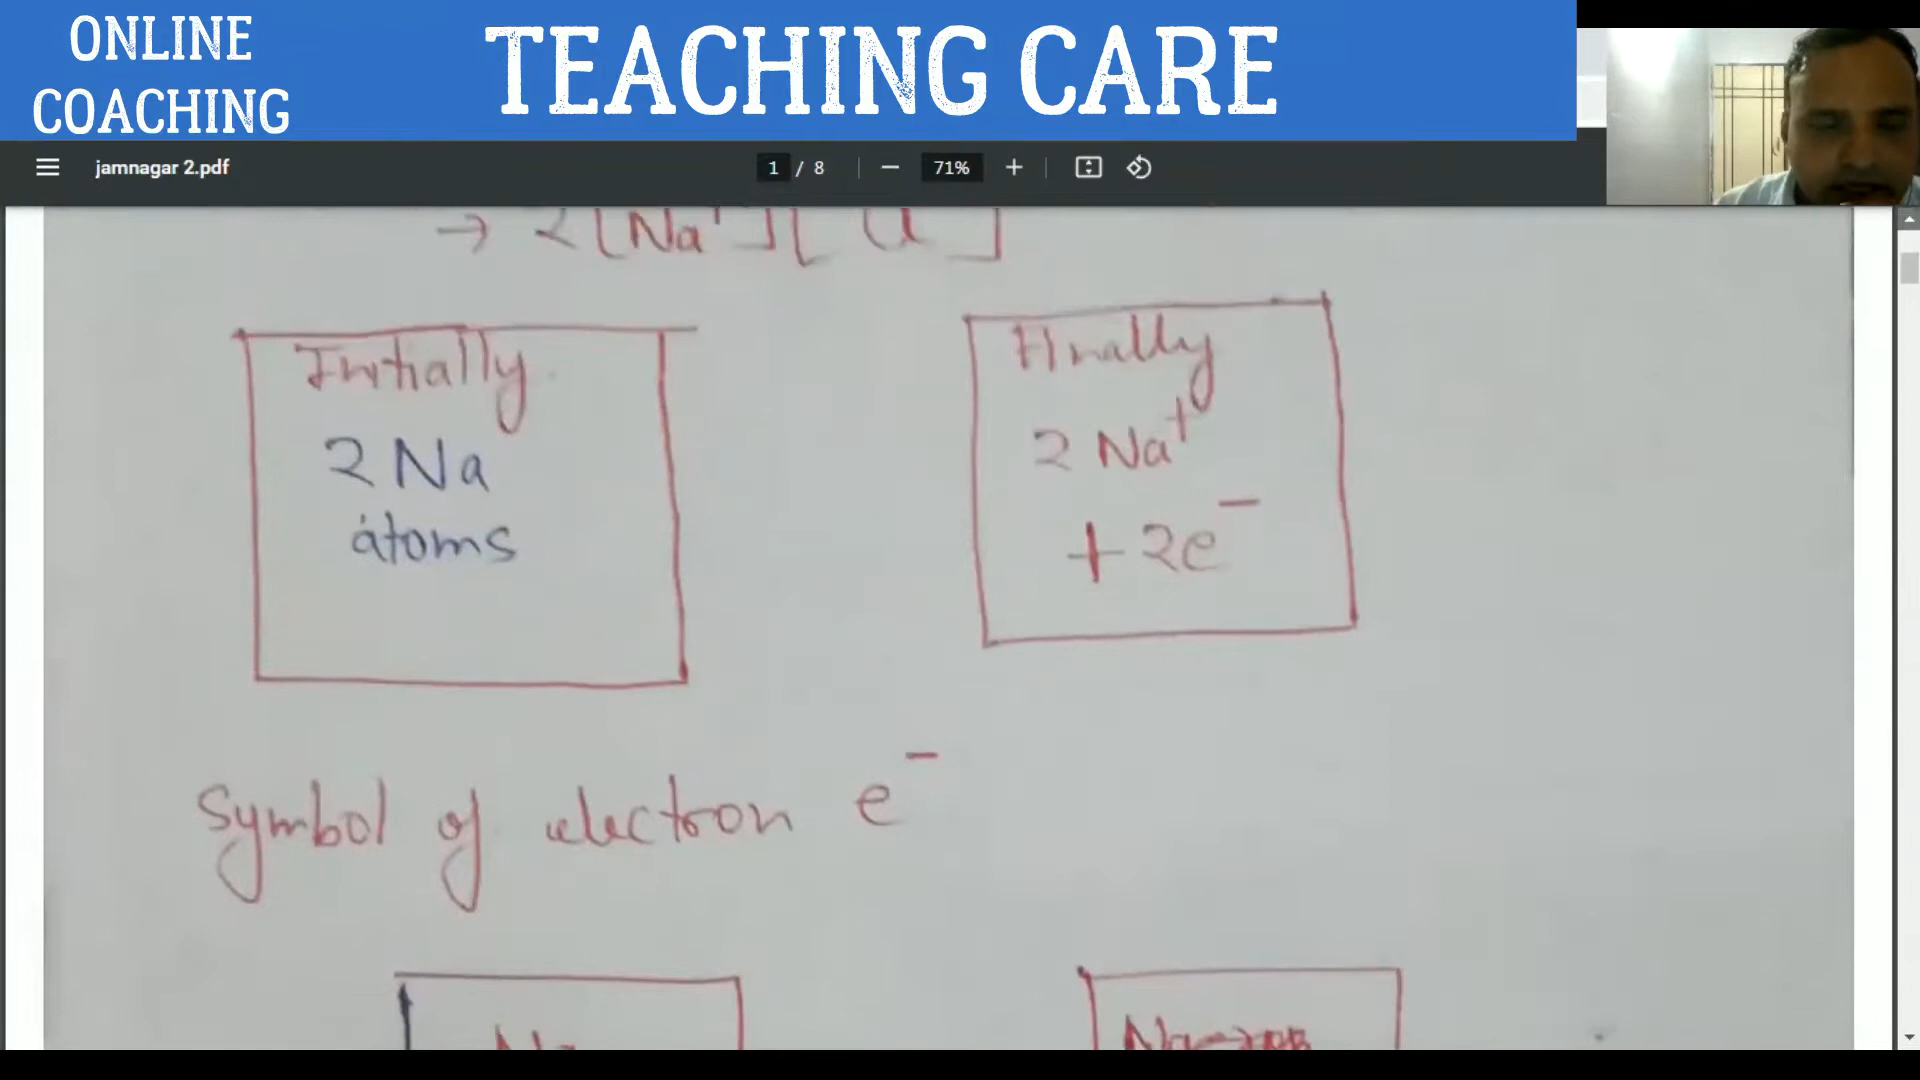 ONLINE
COACHING
TEACHING CARE
jamnagar 2.pdf
1 / 8
71%
→ 2 [Na⁺] [ Cl ]
Initially
2 Na
atoms
Finally
2 Na⁺
+ 2e⁻
Symbol of electron e⁻
Na